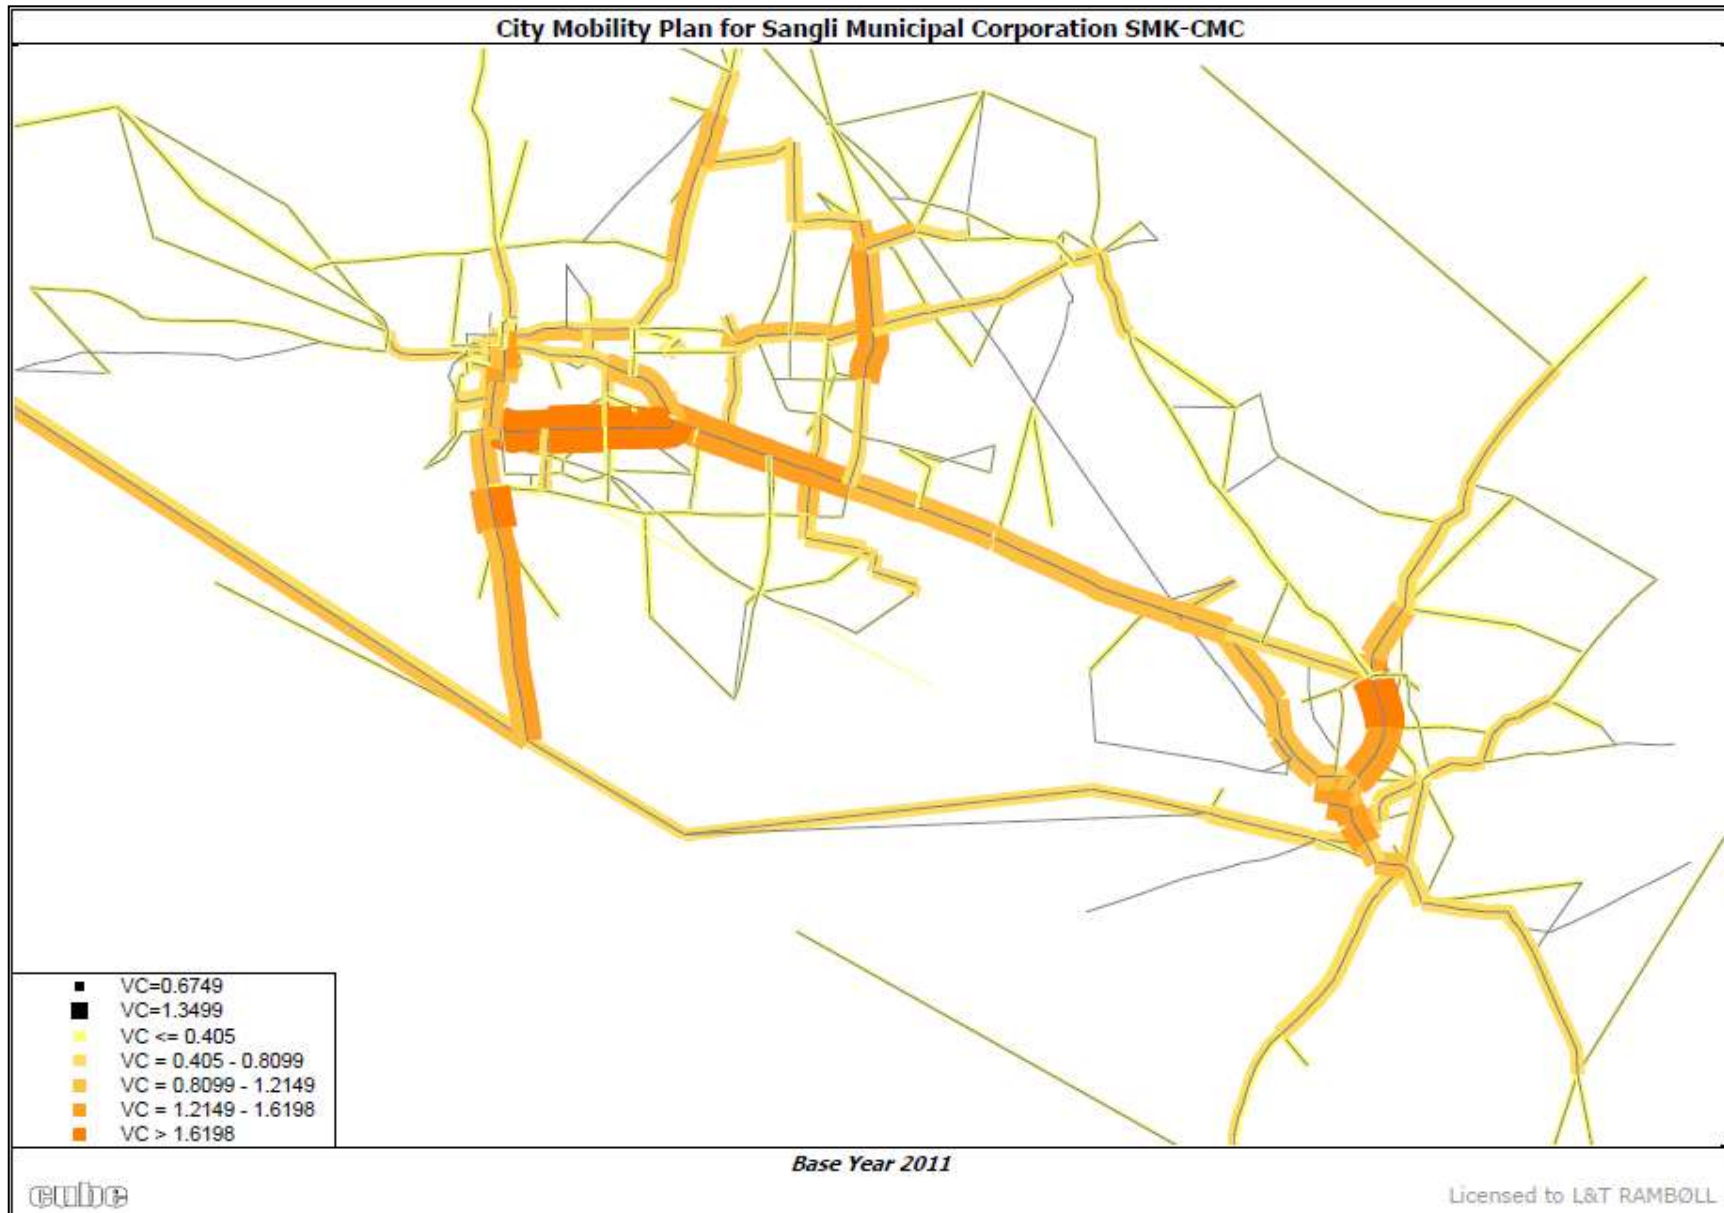 City Mobility Plan for Sangli Municipal Corporation SMK-CMC
VC=0.6749
VC=1.3499
VC <= 0.405
VC = 0.405 - 0.8099
VC = 0.8099 - 1.2149
VC = 1.2149 - 1.6198
VC > 1.6198
Base Year 2011
cube
Licensed to L&T RAMBØLL